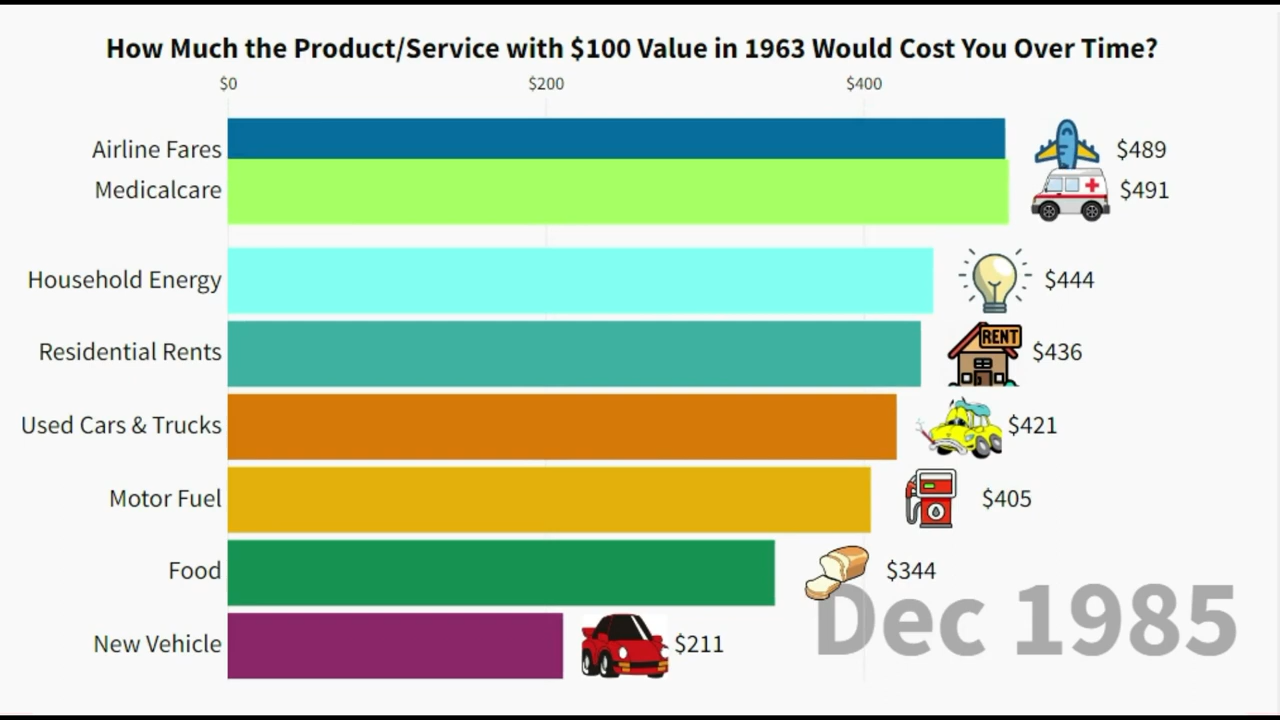 How Much the Product/Service with $100 Value in 1963 Would Cost You Over Time?
$0 $200 $400
Airline Fares $489
Medicalcare $491
Household Energy $444
Residential Rents RENT $436
Used Cars & Trucks $421
Motor Fuel $405
Food $344
New Vehicle $211
Dec 1985